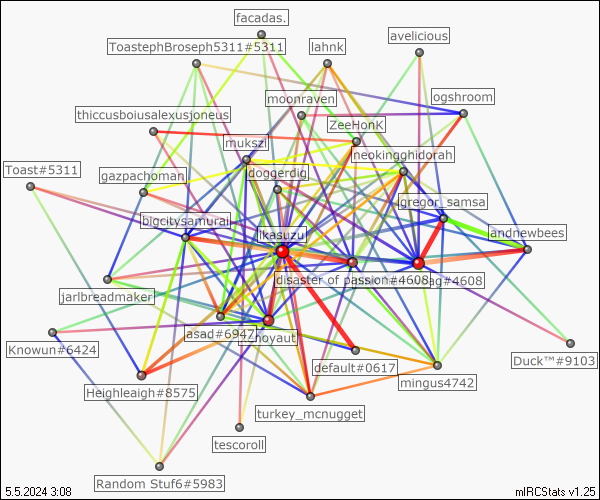 facadas.
avelicious
ToastephBroseph5311#5311
lahnk
moonraven
ogshroom
thiccusboiusalexusjoneus
ZeeHonK
mukszi
neokingghidorah
Toast#5311
gazpachoman
doggerdig
gregor_samsa
bigcitysamurai
ikasuzu
andnewbees
disaster of passion#4608
ag#4608
jarlbreadmaker
asad#6947
noyaut
Knowun#6424
default#0617
Duck™#9103
mingus4742
Heighleaigh#8575
turkey_mcnugget
tescoroll
Random Stuf6#5983
5.5.2024 3:08
mIRCStats v1.25